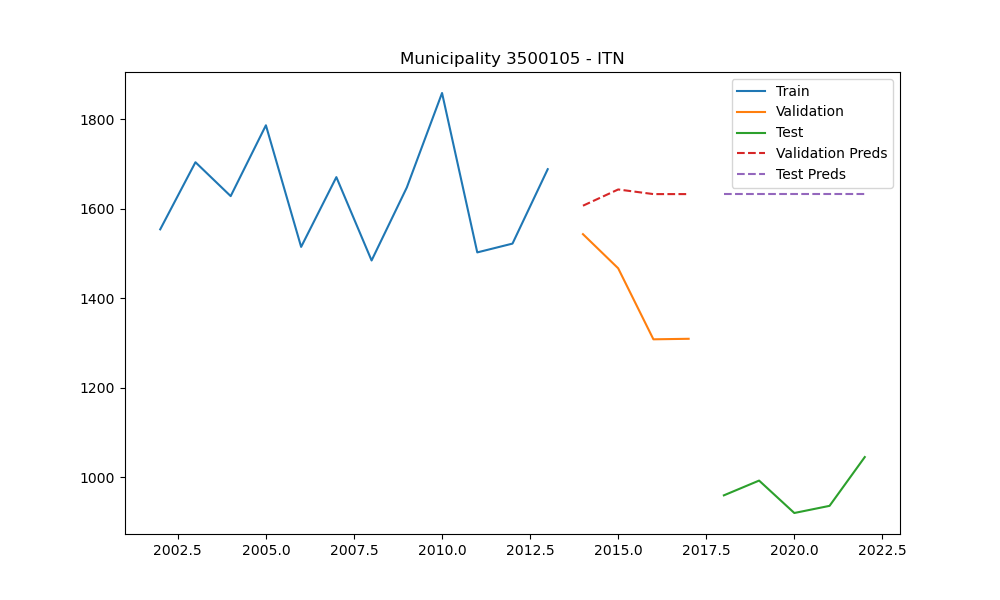 Municipality 3500105 - ITN
Train
Validation
Test
Validation Preds
Test Preds
1800
1600
1400
1200
1000
2002.5 2005.0 2007.5 2010.0 2012.5 2015.0 2017.5 2020.0 2022.5